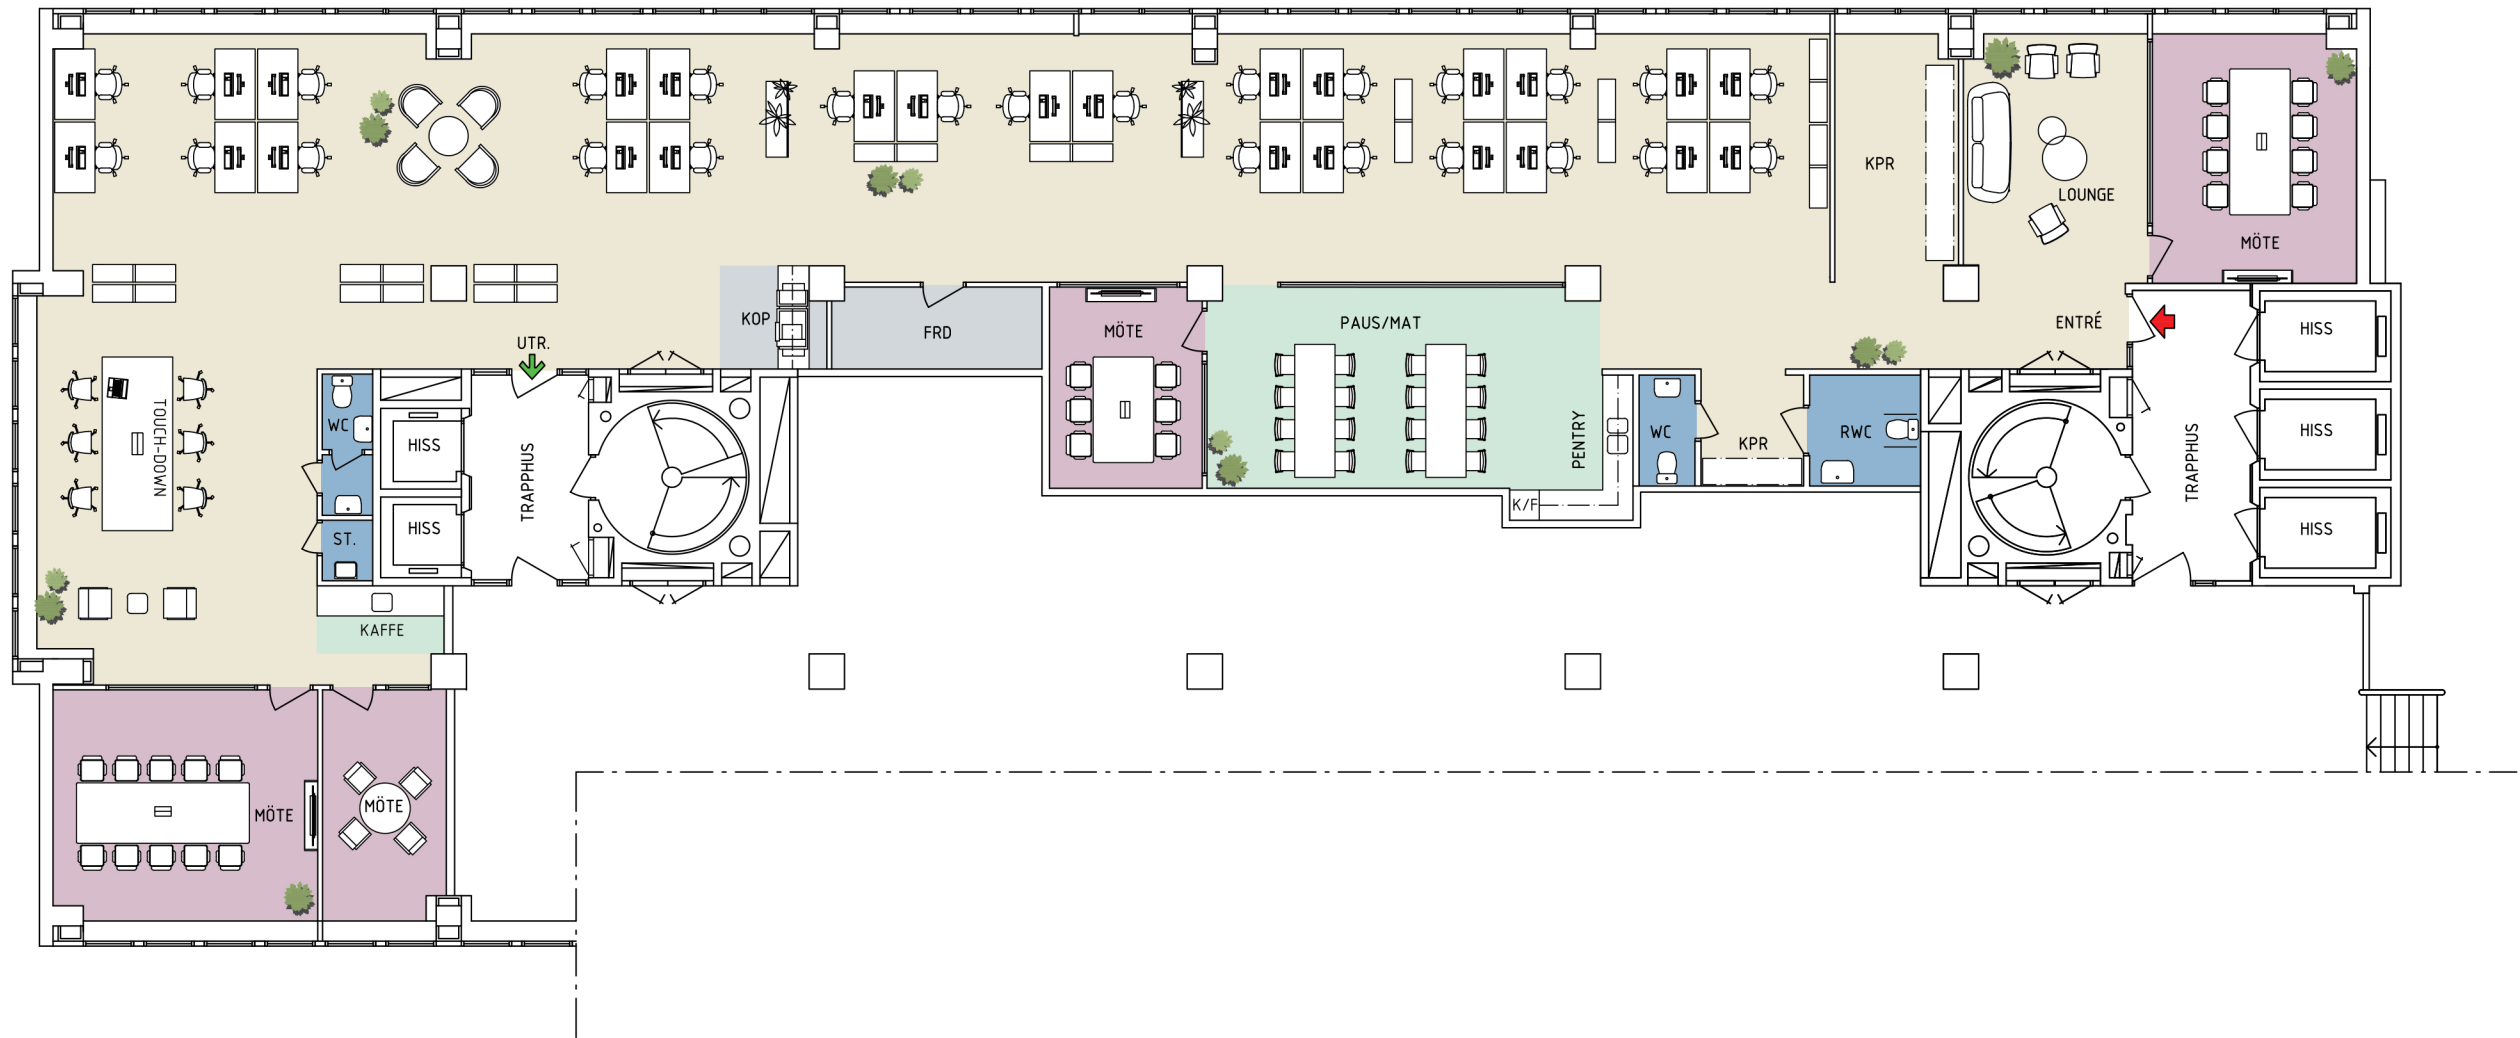 KPR
LOUNGE
MÖTE
KOP
FRD
MÖTE
PAUS/MAT
ENTRÉ
HISS
UTR.
TOUCH-DOWN
WC
HISS
TRAPPHUS
PENTRY
WC
KPR
RWC
TRAPPHUS
HISS
K/F
ST.
HISS
HISS
KAFFE
MÖTE
MÖTE